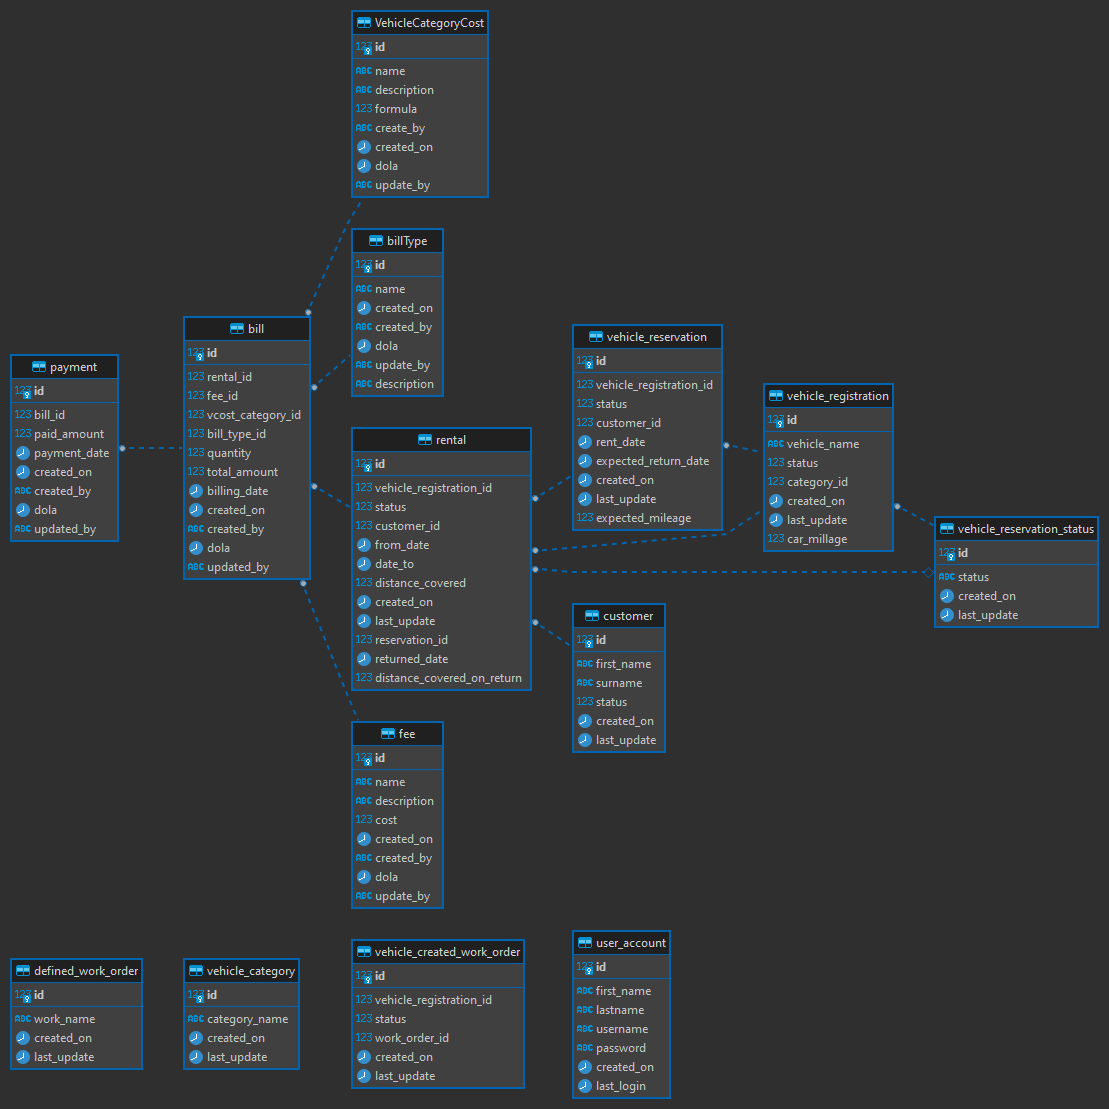 VehicleCategoryCost
123 id
ABC name
ABC description
123 formula
ABC create_by
created_on
dola
ABC update_by
billType
123 id
ABC name
created_on
ABC created_by
dola
ABC update_by
ABC description
bill
123 id
123 rental_id
123 fee_id
123 vcost_category_id
123 bill_type_id
123 quantity
123 total_amount
billing_date
created_on
ABC created_by
dola
ABC updated_by
payment
123 id
123 bill_id
123 paid_amount
payment_date
created_on
ABC created_by
dola
ABC updated_by
rental
123 id
123 vehicle_registration_id
123 status
123 customer_id
from_date
date_to
123 distance_covered
created_on
last_update
123 reservation_id
returned_date
123 distance_covered_on_return
vehicle_reservation
123 id
123 vehicle_registration_id
123 status
123 customer_id
rent_date
expected_return_date
created_on
last_update
123 expected_mileage
vehicle_registration
123 id
ABC vehicle_name
123 status
123 category_id
created_on
last_update
123 car_millage
vehicle_reservation_status
123 id
ABC status
created_on
last_update
customer
123 id
ABC first_name
ABC surname
123 status
created_on
last_update
fee
123 id
ABC name
ABC description
123 cost
created_on
ABC created_by
dola
ABC update_by
defined_work_order
123 id
ABC work_name
created_on
last_update
vehicle_category
123 id
ABC category_name
created_on
last_update
vehicle_created_work_order
123 id
123 vehicle_registration_id
123 status
123 work_order_id
created_on
last_update
user_account
123 id
ABC first_name
ABC lastname
ABC username
ABC password
created_on
last_login